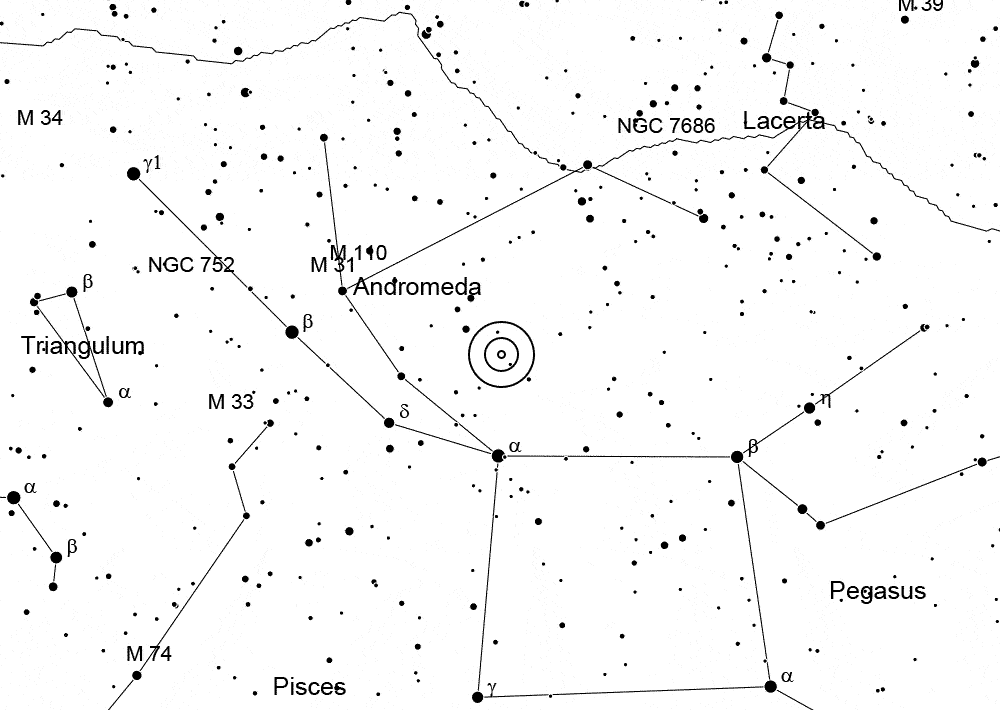 M 39
M 34
NGC 7686
Lacerta
γ1
M 110
NGC 752
M 31
β
Andromeda
β
Triangulum
α
M 33
δ
η
α
β
α
β
Pegasus
M 74
Pisces
γ
α